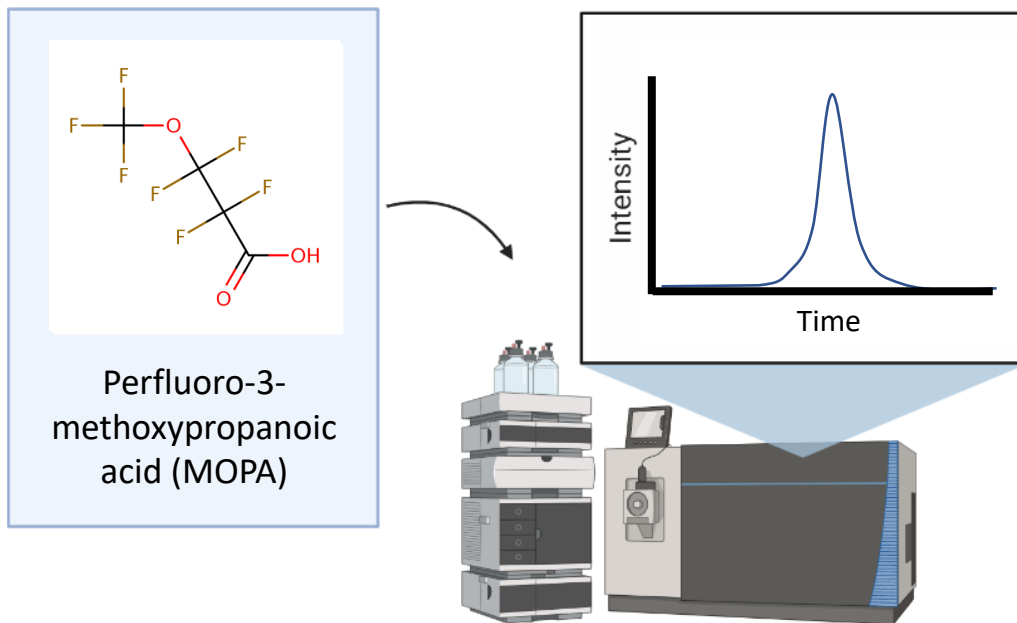 F
F
O
F
F
F
F
F
OH
O
Perfluoro-3-
methoxypropanoic
acid (MOPA)
Intensity
Time